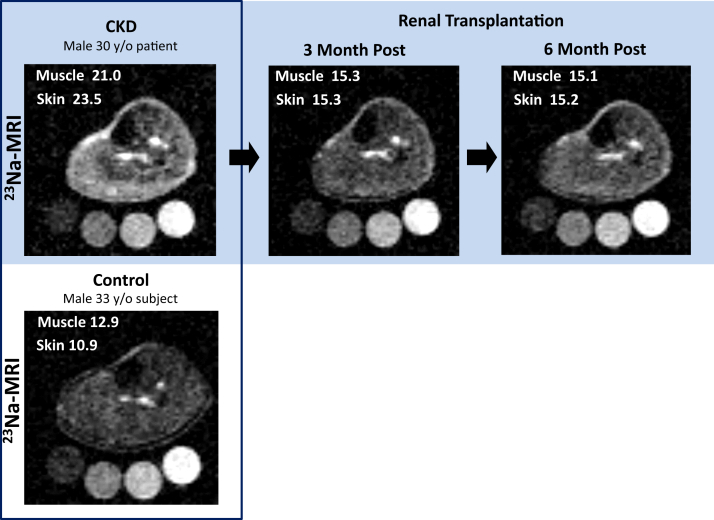 CKD
Male 30 y/o patient
Renal Transplantation
3 Month Post
6 Month Post
²³Na-MRI
Muscle 21.0
Skin 23.5
Muscle 15.3
Skin 15.3
Muscle 15.1
Skin 15.2
Control
Male 33 y/o subject
²³Na-MRI
Muscle 12.9
Skin 10.9